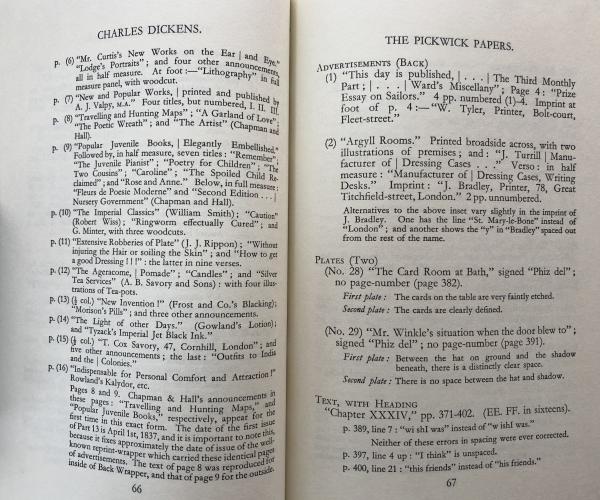 CHARLES DICKENS.
p. (6) "Mr. Curtis's New Works on the Ear | and Eye,"
"Lodge's Portraits"; and four other announcements,
all in half measure. At foot:—"Lithography" in full
measure panel, with woodcut.
p. (7) "New and Popular Works, | printed and published by
A. J. Valpy, M.A." Four titles, but numbered, I. II. III.
p. (8) "Travelling and Hunting Maps"; "A Garland of Love";
"The Poetic Wreath"; and "The Artist" (Chapman and
Hall).
p. (9) "Popular Juvenile Books, | Elegantly Embellished."
Followed by, in half measure, seven titles: "Remember";
"The Juvenile Pianist"; "Poetry for Children"; "The
Two Cousins"; "Caroline"; "The Spoiled Child Re-
claimed"; and "Rose and Anne." Below, in full measure:
"Fleurs de Poesie Moderne" and "Second Edition . . . |
Nursery Government" (Chapman and Hall).
p. (10) "The Imperial Classics" (William Smith); "Caution"
(Robert Wiss); "Ringworm effectually Cured"; and
G. Minter, with three woodcuts.
p. (11) "Extensive Robberies of Plate" (J. J. Rippon); "Without
injuring the Hair or soiling the Skin"; and "How to get
a good Dressing ! ! !": the latter in nine verses.
p. (12) "The Ageracome, | Pomade"; "Candles"; and "Silver
Tea Services" (A. B. Savory and Sons): with four illus-
trations of Tea-pots.
p. (13) (½ col.) "New Invention!" (Frost and Co.'s Blacking);
"Morison's Pills"; and three other announcements.
p. (14) "The Light of other Days." (Gowland's Lotion);
and "Tyzack's Imperial Jet Black Ink."
p. (15) (½ col.) "T. Cox Savory, 47, Cornhill, London"; and
five other announcements; the last: "Outfits to India
and the | Colonies."
p. (16) "Indispensable for Personal Comfort and Attraction!"
Rowland's Kalydor, etc.
Pages 8 and 9. Chapman & Hall's announcements in
these pages: "Travelling and Hunting Maps," and
"Popular Juvenile Books," respectively, appear for the
first time in this exact form. The date of the first issue
of Part 13 is April 1st, 1837, and it is important to note this,
because it fixes approximately the date of issue of the well-
known reprint-wrapper which carried these identical pages
of advertisements. The text of page 8 was reproduced for
inside of Back Wrapper, and that of page 9 for the outside.
66
THE PICKWICK PAPERS.
ADVERTISEMENTS (BACK)
(1) "This day is published, | . . . | The Third Monthly
Part; | . . . | Ward's Miscellany"; Page 4: "Prize
Essay on Sailors." 4 pp. numbered (1)–4. Imprint at
foot of p. 4:—"W. Tyler, Printer, Bolt-court,
Fleet-street."
(2) "Argyll Rooms." Printed broadside across, with two
illustrations of premises; and: "J. Turrill | Manu-
facturer of | Dressing Cases . . ." Verso: in half
measure: "Manufacturer of | Dressing Cases, Writing
Desks." Imprint: "J. Bradley, Printer, 78, Great
Titchfield-street, London." 2 pp. unnumbered.
Alternatives to the above inset vary slightly in the imprint of
J. Bradley. One has the line "St. Mary-le-Bone" instead of
"London"; and another shows the "y" in "Bradley" spaced out
from the rest of the name.
PLATES (TWO)
(No. 28) "The Card Room at Bath," signed "Phiz del";
no page-number (page 382).
First plate: The cards on the table are very faintly etched.
Second plate: The cards are clearly defined.
(No. 29) "Mr. Winkle's situation when the door blew to";
signed "Phiz del"; no page-number (page 391).
First plate: Between the hat on ground and the shadow
beneath, there is a distinctly clear space.
Second plate: There is no space between the hat and shadow.
TEXT, WITH HEADING
"Chapter XXXIV," pp. 371-402. (EE. FF. in sixteens).
p. 389, line 7: "wi shI was" instead of "w ishI was."
Neither of these errors in spacing were ever corrected.
p. 397, line 4 up: "I think" is unspaced.
p. 400, line 21: "this friends" instead of "his friends."
67